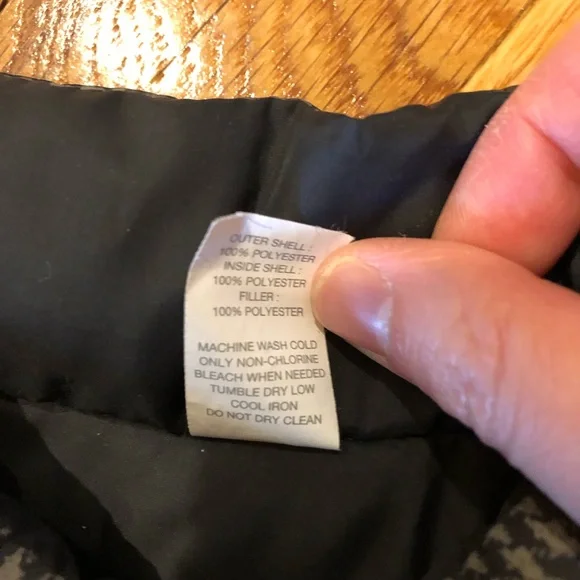 OUTER SHELL :
100% POLYESTER
INSIDE SHELL :
100% POLYESTER
FILLER :
100% POLYESTER
MACHINE WASH COLD
ONLY NON-CHLORINE
BLEACH WHEN NEEDED
TUMBLE DRY LOW
COOL IRON
DO NOT DRY CLEAN